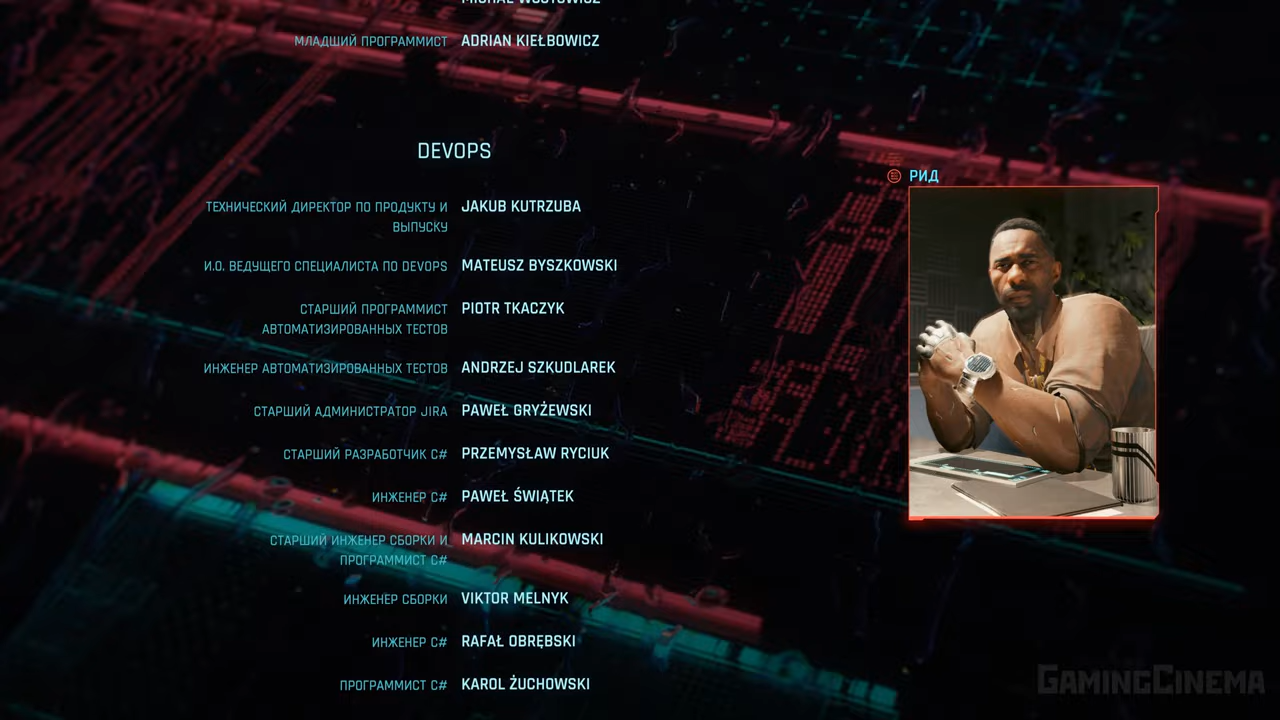 МЛАДШИЙ ПРОГРАММИСТ ADRIAN KIEŁBOWICZ
DEVOPS
ТЕХНИЧЕСКИЙ ДИРЕКТОР ПО ПРОДУКТУ И JAKUB KUTRZUBA
ВЫПУСКУ
И.О. ВЕДУЩЕГО СПЕЦИАЛИСТА ПО DEVOPS MATEUSZ BYSZKOWSKI
СТАРШИЙ ПРОГРАММИСТ PIOTR TKACZYK
АВТОМАТИЗИРОВАННЫХ ТЕСТОВ
ИНЖЕНЕР АВТОМАТИЗИРОВАННЫХ ТЕСТОВ ANDRZEJ SZKUDLAREK
СТАРШИЙ АДМИНИСТРАТОР JIRA PAWEŁ GRYŻEWSKI
СТАРШИЙ РАЗРАБОТЧИК C# PRZEMYSŁAW RYCIUK
ИНЖЕНЕР C# PAWEŁ ŚWIĄTEK
СТАРШИЙ ИНЖЕНЕР СБОРКИ И MARCIN KULIKOWSKI
ПРОГРАММИСТ C#
ИНЖЕНЕР СБОРКИ VIKTOR MELNYK
ИНЖЕНЕР C# RAFAŁ OBRĘBSKI
ПРОГРАММИСТ C# KAROL ŻUCHOWSKI
РИД
GAMINGCINEMA